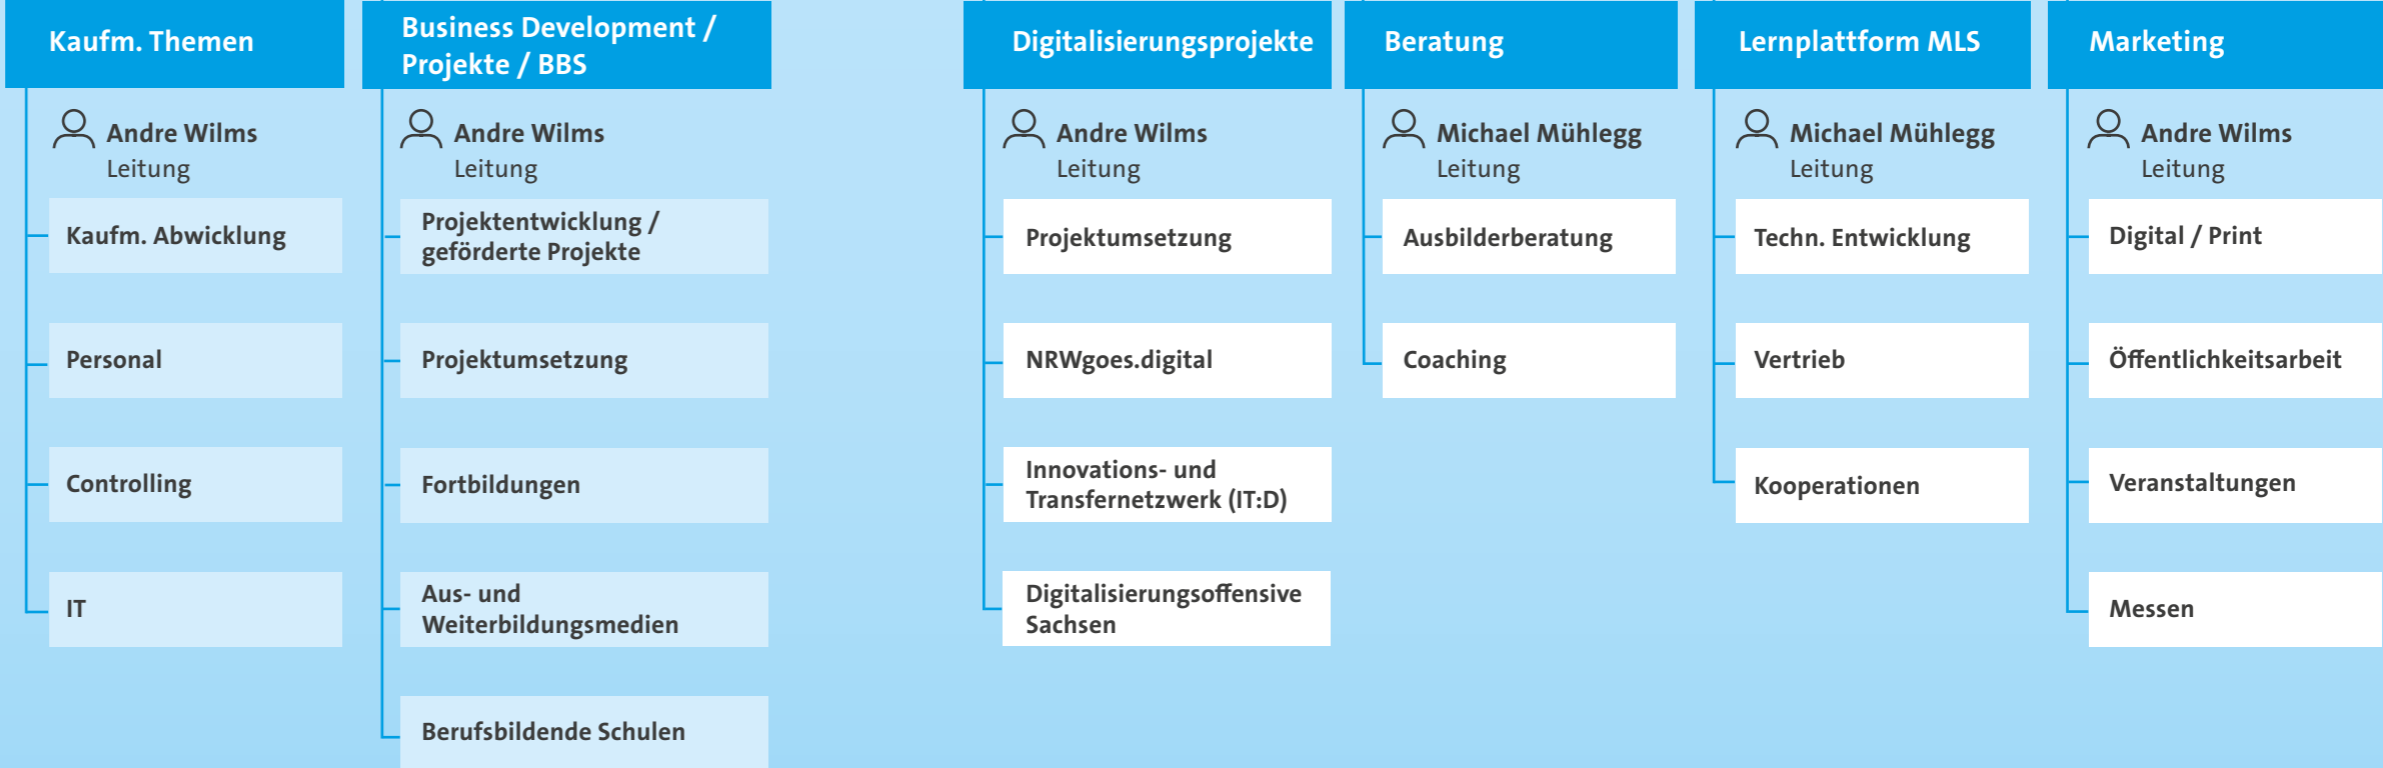 Kaufm. Themen
Andre Wilms
Leitung
Kaufm. Abwicklung
Personal
Controlling
IT
Business Development /
Projekte / BBS
Andre Wilms
Leitung
Projektentwicklung /
geförderte Projekte
Projektumsetzung
Fortbildungen
Aus- und
Weiterbildungsmedien
Berufsbildende Schulen
Digitalisierungsprojekte
Andre Wilms
Leitung
Projektumsetzung
NRWgoes.digital
Innovations- und
Transfernetzwerk (IT:D)
Digitalisierungsoffensive
Sachsen
Beratung
Michael Mühlegg
Leitung
Ausbilderberatung
Coaching
Lernplattform MLS
Michael Mühlegg
Leitung
Techn. Entwicklung
Vertrieb
Kooperationen
Marketing
Andre Wilms
Leitung
Digital / Print
Öffentlichkeitsarbeit
Veranstaltungen
Messen